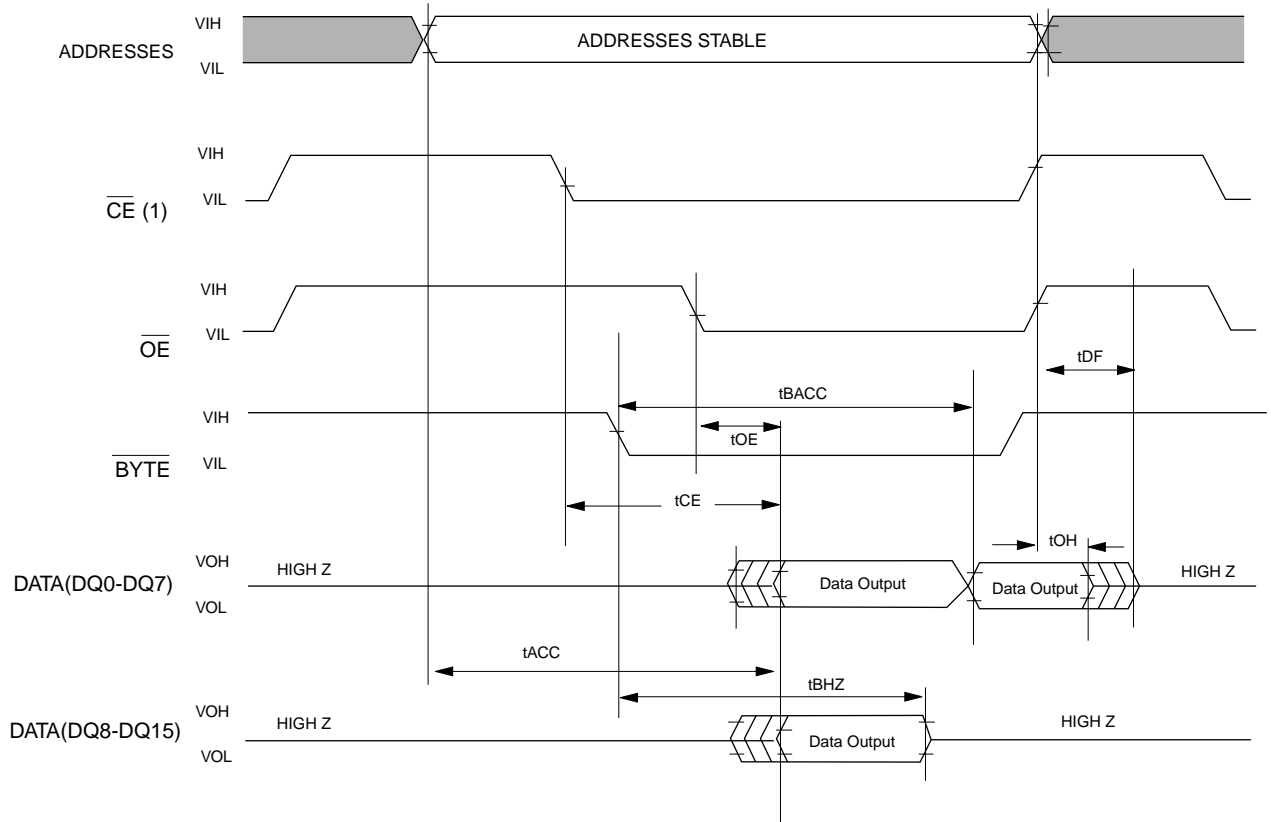 VIH
ADDRESSES
ADDRESSES STABLE
VIL
VIH
CE (1)
VIL
VIH
VIL
OE
tDF
tBACC
VIH
tOE
BYTE
VIL
tCE
tOH
VOH
HIGH Z
DATA(DQ0-DQ7)
Data Output
Data Output
HIGH Z
VOL
tACC
tBHZ
VOH
HIGH Z
HIGH Z
DATA(DQ8-DQ15)
Data Output
VOL